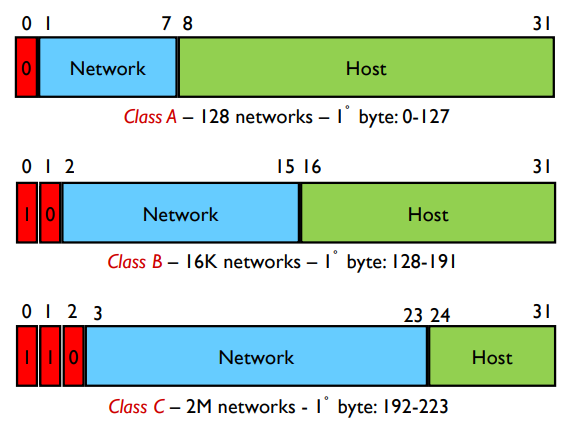 0 1 7 8 31
0 Network Host
Class A – 128 networks – 1° byte: 0-127
0 1 2 15 16 31
1 0 Network Host
Class B – 16K networks – 1° byte: 128-191
0 1 2 3 23 24 31
1 1 0 Network Host
Class C – 2M networks - 1° byte: 192-223